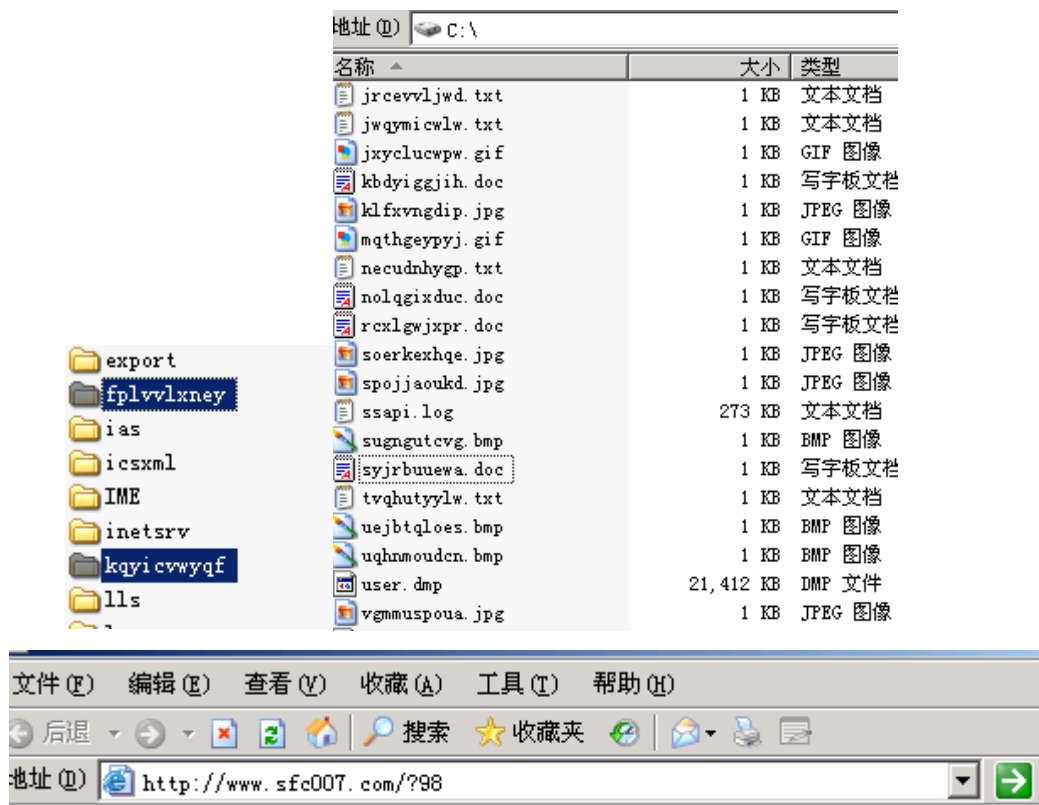 地址(D) C:\
名称 大小 类型
jrcevvljwd.txt 1 KB 文本文档
jwqymicwlw.txt 1 KB 文本文档
jxyclucwpw.gif 1 KB GIF 图像
kbdyiggjih.doc 1 KB 写字板文档
klfxvngdip.jpg 1 KB JPEG 图像
mqthgeypyj.gif 1 KB GIF 图像
necudnhygp.txt 1 KB 文本文档
nolqgixduc.doc 1 KB 写字板文档
rcxlgwjxpr.doc 1 KB 写字板文档
soerkexhqe.jpg 1 KB JPEG 图像
spojjaoukd.jpg 1 KB JPEG 图像
ssapi.log 273 KB 文本文档
sugngutcvg.bmp 1 KB BMP 图像
syjrbuuewa.doc 1 KB 写字板文档
tvqhutyylw.txt 1 KB 文本文档
uejbtqloes.bmp 1 KB BMP 图像
uqhnmoudcn.bmp 1 KB BMP 图像
user.dmp 21,412 KB DMP 文件
vgmmuspoua.jpg 1 KB JPEG 图像
export
fplvvlxney
ias
icsxml
IME
inetsrv
kqyicvwyqf
lls
文件(F) 编辑(E) 查看(V) 收藏(A) 工具(T) 帮助(H)
后退 搜索 收藏夹
地址(D) http://www.sfc007.com/?98